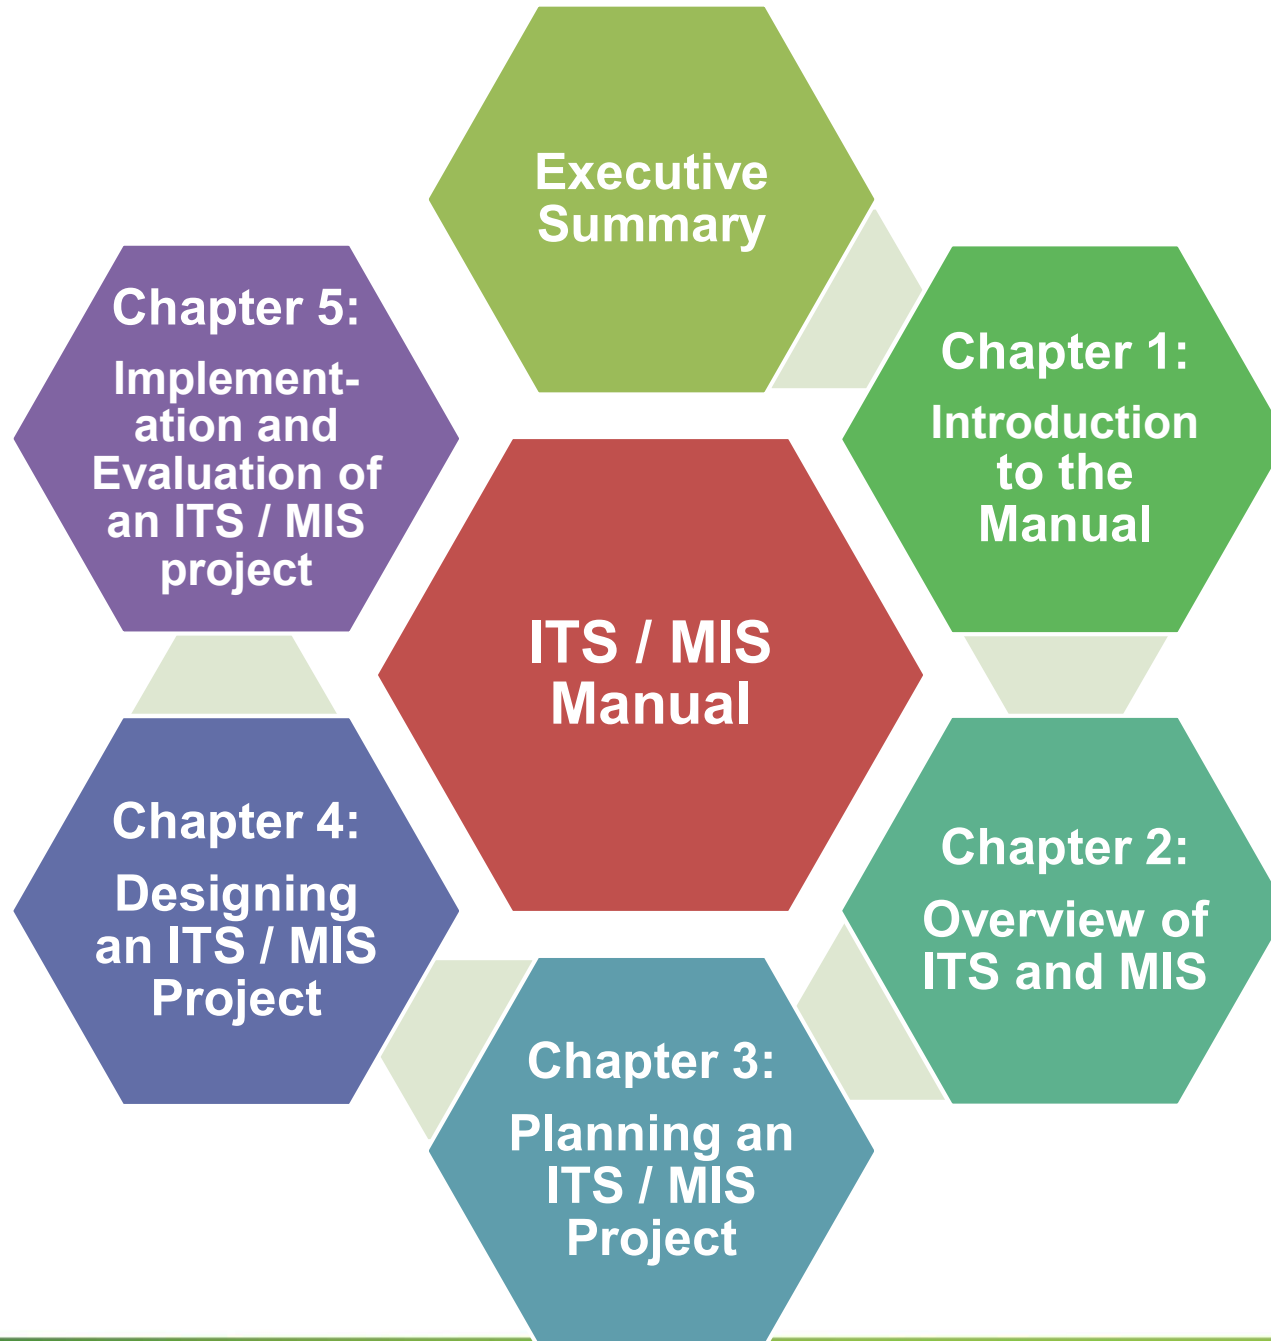 Executive
Summary
Chapter 1:
Introduction
to the
Manual
Chapter 2:
Overview of
ITS and MIS
Chapter 3:
Planning an
ITS / MIS
Project
Chapter 4:
Designing
an ITS / MIS
Project
Chapter 5:
Implement-
ation and
Evaluation of
an ITS / MIS
project
ITS / MIS
Manual